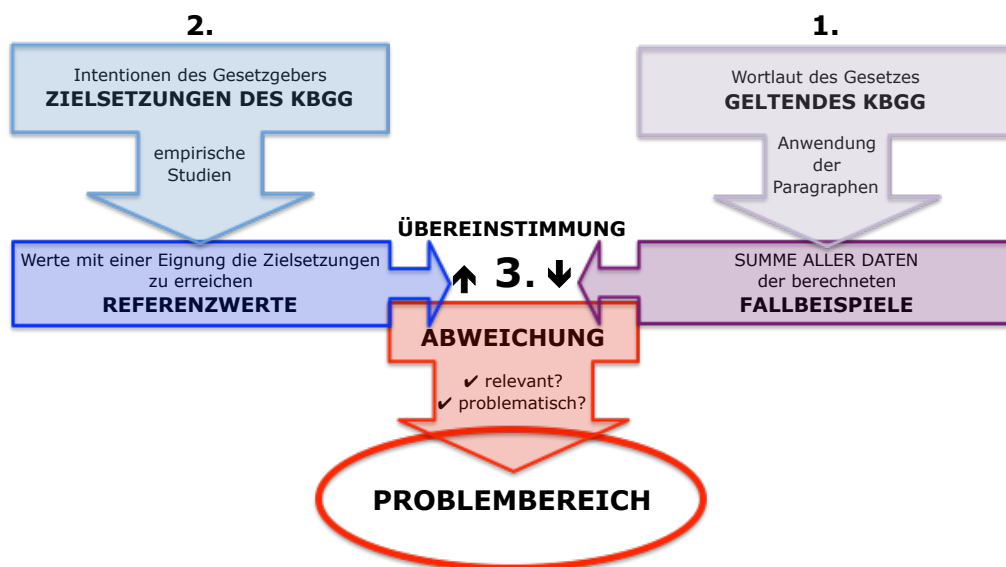 2.
Intentionen des Gesetzgebers
ZIELSETZUNGEN DES KBGG
empirische
Studien
1.
Wortlaut des Gesetzes
GELTENDES KBGG
Anwendung
der
Paragraphen
Werte mit einer Eignung die Zielsetzungen
zu erreichen
REFERENZWERTE
ÜBEREINSTIMMUNG
3.
SUMME ALLER DATEN
der berechneten
FALLBEISPIELE
ABWEICHUNG
✔ relevant?
✔ problematisch?
PROBLEMBEREICH